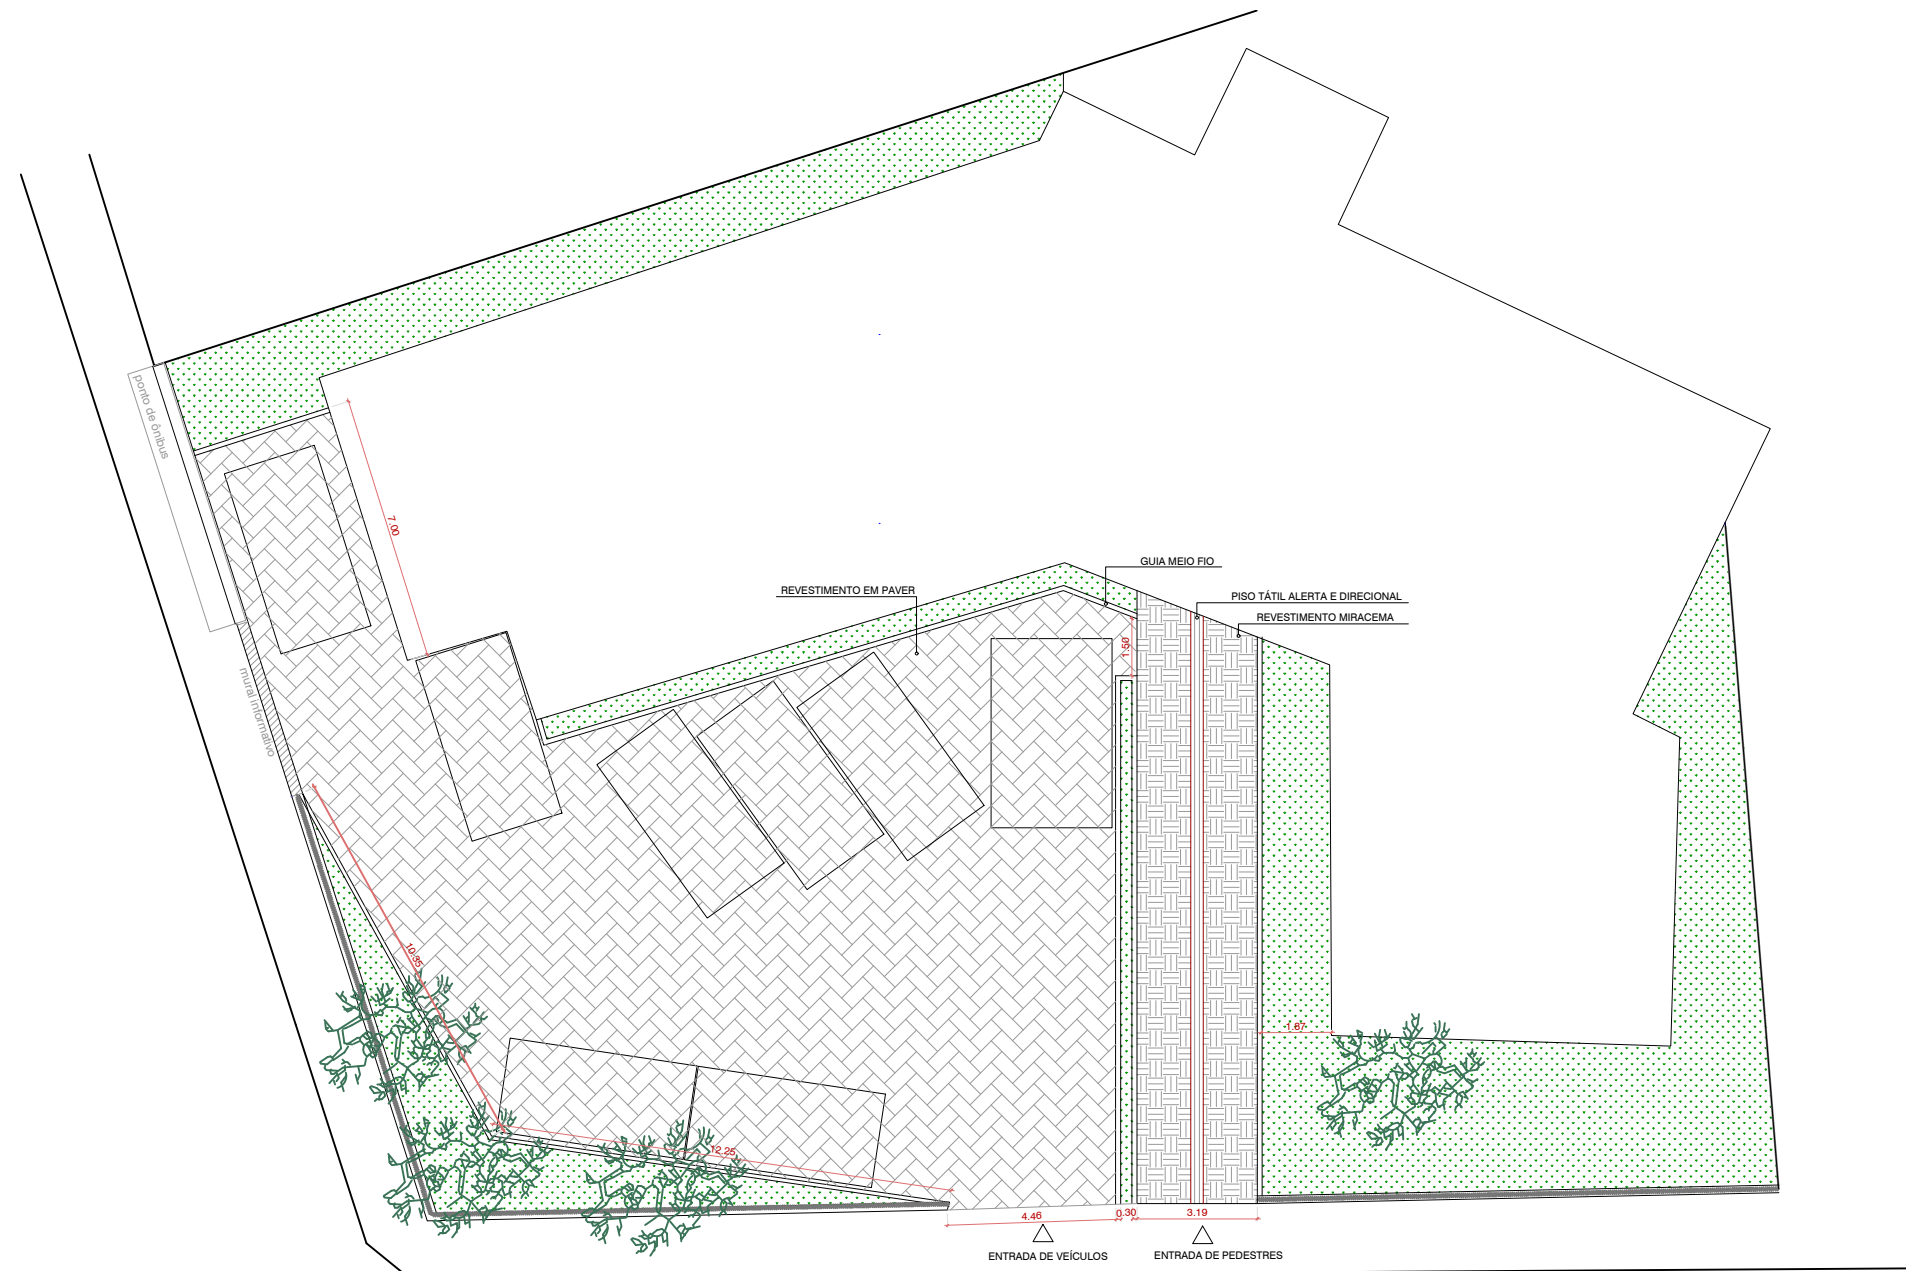 ponto de ônibus
7.00
GUIA MEIO FIO
REVESTIMENTO EM PAVER
PISO TÁTIL ALERTA E DIRECIONAL
REVESTIMENTO MIRACEMA
1.50
mural informativo
10.35
1.87
12.25
4.46
0.30
3.19
ENTRADA DE VEÍCULOS
ENTRADA DE PEDESTRES